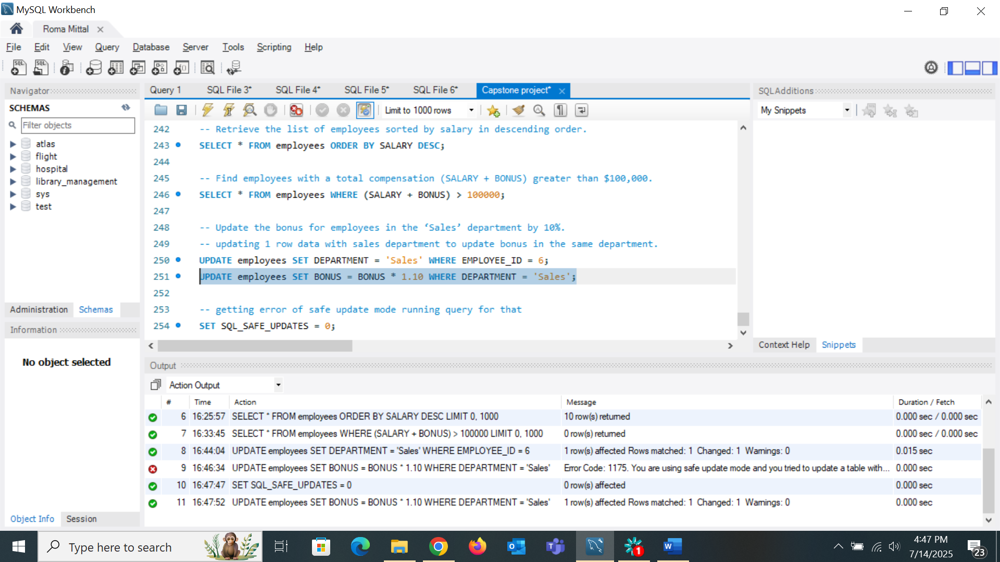 MySQL Workbench
Roma Mittal
File Edit View Query Database Server Tools Scripting Help
Navigator
SCHEMAS
Filter objects
atlas
flight
hospital
library_management
sys
test
Administration Schemas
Information
No object selected
Object Info Session
Query 1 SQL File 3* SQL File 4* SQL File 5* SQL File 6* Capstone project*
Limit to 1000 rows
242 -- Retrieve the list of employees sorted by salary in descending order.
243 SELECT * FROM employees ORDER BY SALARY DESC;
244
245 -- Find employees with a total compensation (SALARY + BONUS) greater than $100,000.
246 SELECT * FROM employees WHERE (SALARY + BONUS) > 100000;
247
248 -- Update the bonus for employees in the ‘Sales’ department by 10%.
249 -- updating 1 row data with sales department to update bonus in the same department.
250 UPDATE employees SET DEPARTMENT = 'Sales' WHERE EMPLOYEE_ID = 6;
251 UPDATE employees SET BONUS = BONUS * 1.10 WHERE DEPARTMENT = 'Sales';
252
253 -- getting error of safe update mode running query for that
254 SET SQL_SAFE_UPDATES = 0;
SQLAdditions
My Snippets
Context Help Snippets
Output
Action Output
# Time Action Message Duration / Fetch
6 16:25:57 SELECT * FROM employees ORDER BY SALARY DESC LIMIT 0, 1000 10 row(s) returned 0.000 sec / 0.000 sec
7 16:33:45 SELECT * FROM employees WHERE (SALARY + BONUS) > 100000 LIMIT 0, 1000 0 row(s) returned 0.000 sec / 0.000 sec
8 16:44:04 UPDATE employees SET DEPARTMENT = 'Sales' WHERE EMPLOYEE_ID = 6 1 row(s) affected Rows matched: 1 Changed: 1 Warnings: 0 0.015 sec
9 16:46:34 UPDATE employees SET BONUS = BONUS * 1.10 WHERE DEPARTMENT = 'Sales' Error Code: 1175. You are using safe update mode and you tried to update a table with... 0.000 sec
10 16:47:47 SET SQL_SAFE_UPDATES = 0 0 row(s) affected 0.000 sec
11 16:47:52 UPDATE employees SET BONUS = BONUS * 1.10 WHERE DEPARTMENT = 'Sales' 1 row(s) affected Rows matched: 1 Changed: 1 Warnings: 0 0.000 sec
Type here to search
1
4:47 PM
7/14/2025
23